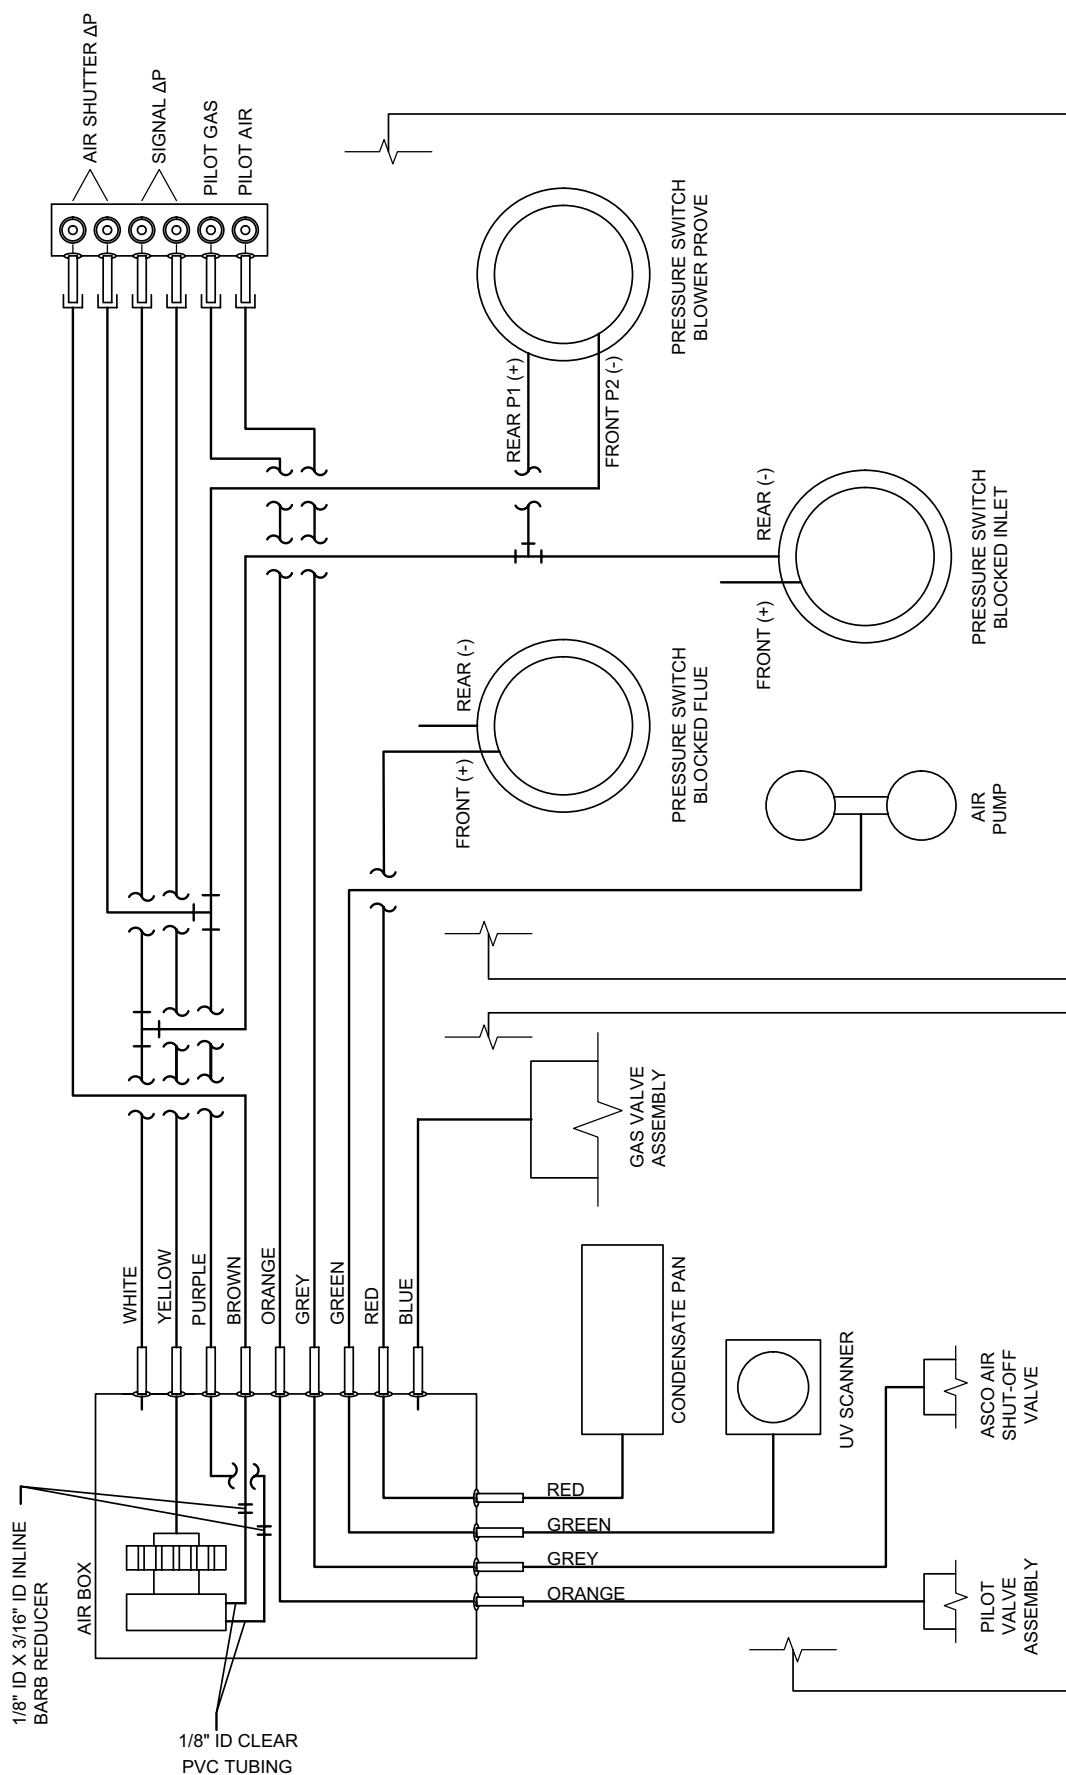 AIR SHUTTER ΔP
SIGNAL ΔP
PILOT GAS
PILOT AIR
PRESSURE SWITCH
BLOWER PROVE
REAR P1 (+)
FRONT P2 (-)
PRESSURE SWITCH
BLOCKED INLET
REAR (-)
FRONT (+)
PRESSURE SWITCH
BLOCKED FLUE
REAR (-)
FRONT (+)
AIR
PUMP
GAS VALVE
ASSEMBLY
WHITE
YELLOW
PURPLE
BROWN
ORANGE
GREY
GREEN
RED
BLUE
CONDENSATE PAN
UV SCANNER
ASCO AIR
SHUT-OFF
VALVE
RED
GREEN
GREY
ORANGE
PILOT
VALVE
ASSEMBLY
AIR BOX
1/8" ID X 3/16" ID INLINE
BARB REDUCER
1/8" ID CLEAR
PVC TUBING